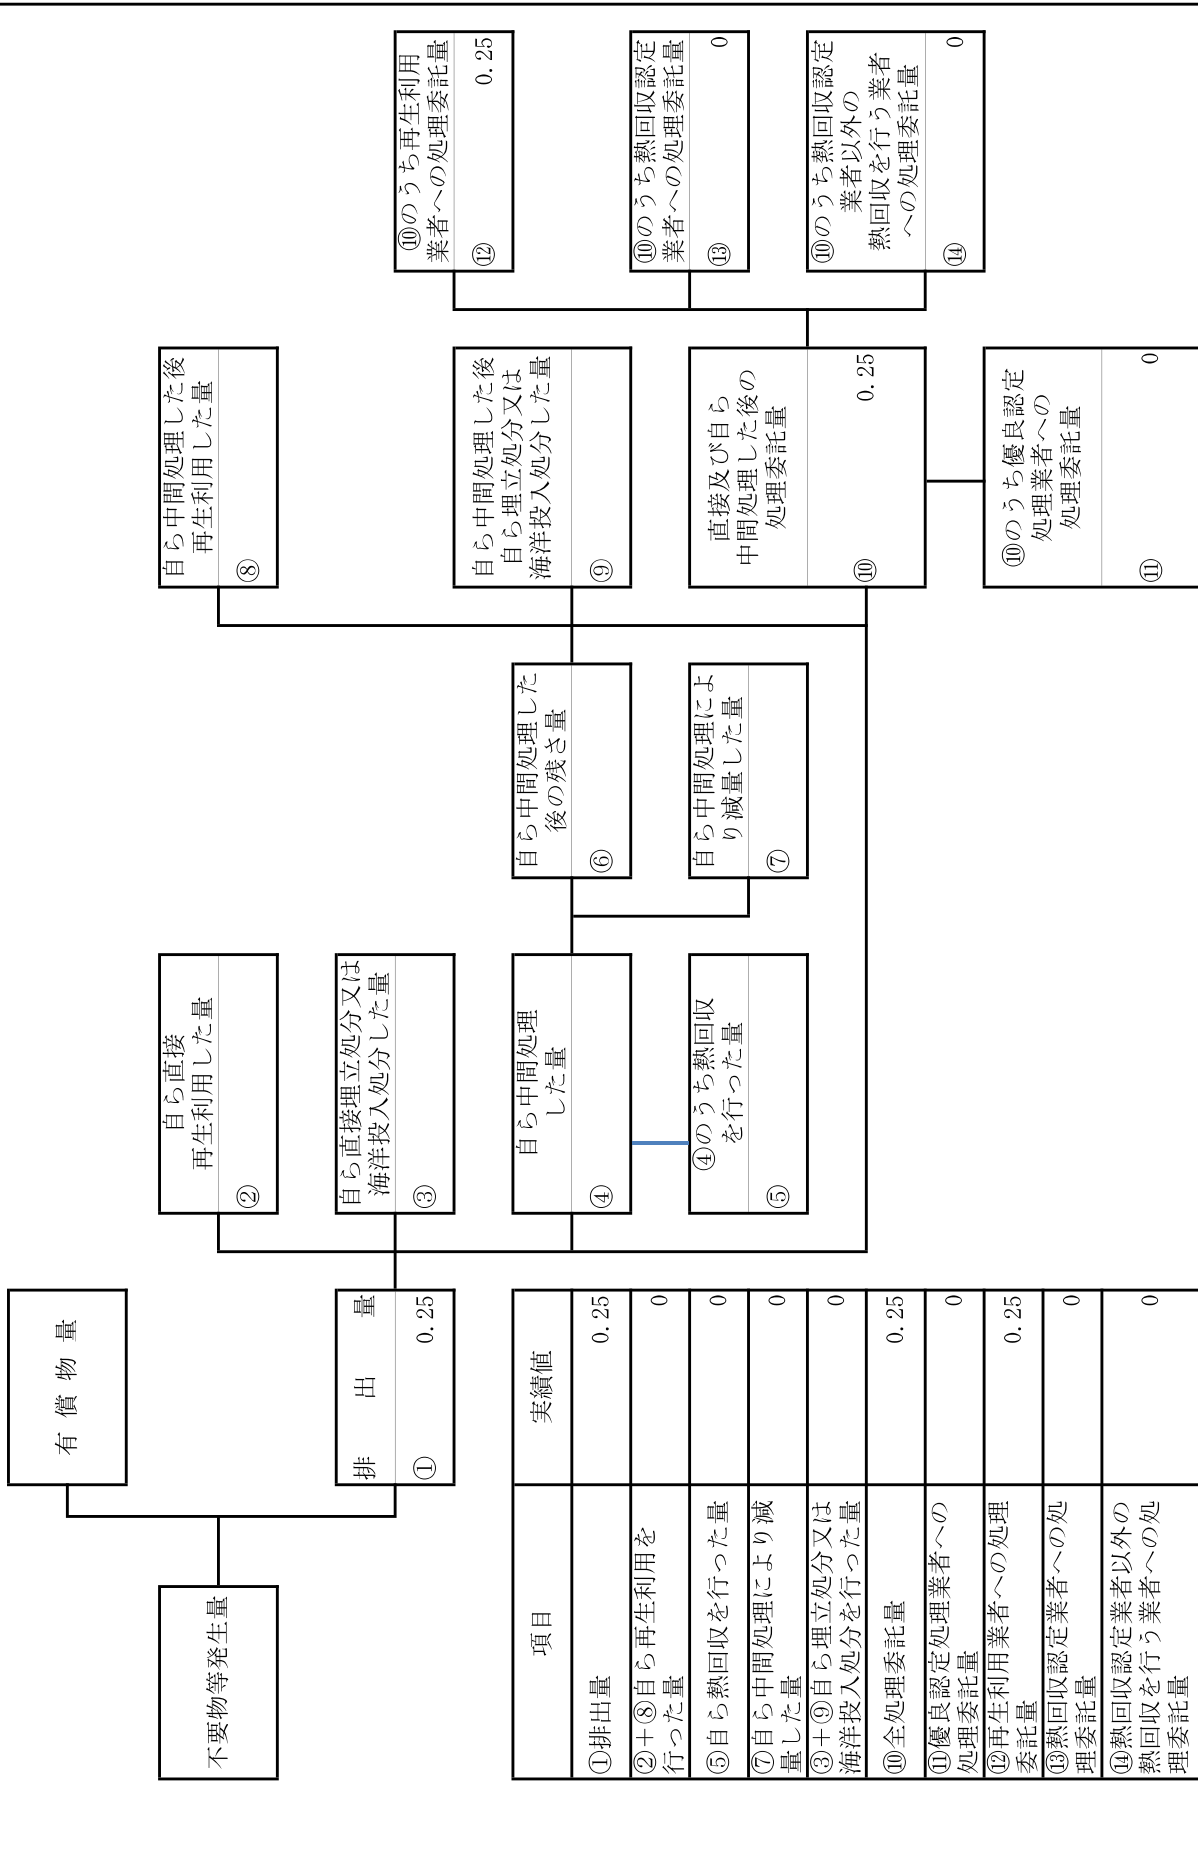 有償物量
不要物等発生量
排出量
① 0.25
自ら直接
再生利用した量
②
自ら直接埋立処分又は
海洋投入処分した量
③
自ら中間処理
した量
④
④のうち熱回収
を行った量
⑤
自ら中間処理した
後の残さ量
⑥
自ら中間処理によ
り減量した量
⑦
自ら中間処理した後
再生利用した量
⑧
自ら中間処理した後
自ら埋立処分又は
海洋投入処分した量
⑨
直接及び自ら
中間処理した後の
処理委託量
⑩ 0.25
⑩のうち優良認定
処理業者への
処理委託量
⑪ 0
⑩のうち再生利用
業者への処理委託量
⑫ 0.25
⑩のうち熱回収認定
業者への処理委託量
⑬ 0
⑩のうち熱回収認定
業者以外の
熱回収を行う業者
への処理委託量
⑭ 0
項目 実績値
①排出量 0.25
②+⑧自ら再生利用を
行った量 0
⑤自ら熱回収を行った量 0
⑦自ら中間処理により減
量した量 0
③+⑨自ら埋立処分又は
海洋投入処分を行った量 0
⑩全処理委託量 0.25
⑪優良認定処理業者への
処理委託量 0
⑫再生利用業者への処理
委託量 0.25
⑬熱回収認定業者への処
理委託量 0
⑭熱回収認定業者以外の
熱回収を行う業者への処
理委託量 0